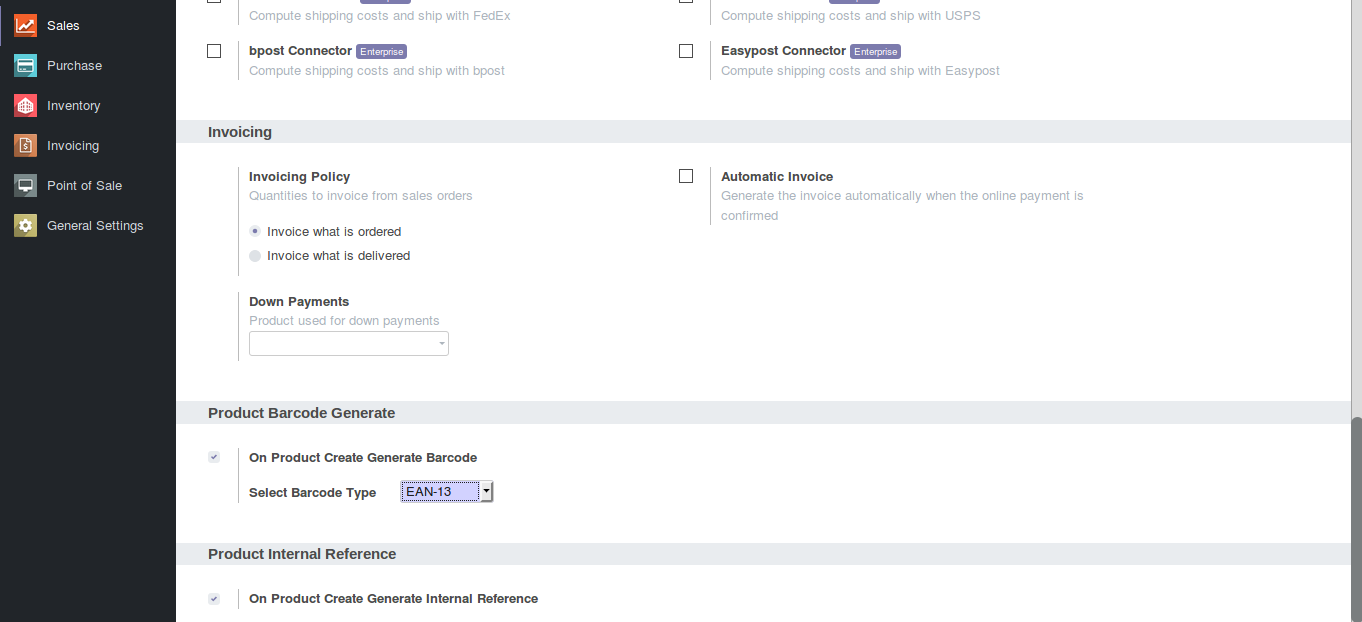 Sales
Purchase
Inventory
Invoicing
Point of Sale
General Settings
Compute shipping costs and ship with FedEx
Compute shipping costs and ship with USPS
bpost Connector Enterprise
Compute shipping costs and ship with bpost
Easypost Connector Enterprise
Compute shipping costs and ship with Easypost
Invoicing
Invoicing Policy
Quantities to invoice from sales orders
Invoice what is ordered
Invoice what is delivered
Automatic Invoice
Generate the invoice automatically when the online payment is
confirmed
Down Payments
Product used for down payments
Product Barcode Generate
On Product Create Generate Barcode
Select Barcode Type EAN-13
Product Internal Reference
On Product Create Generate Internal Reference